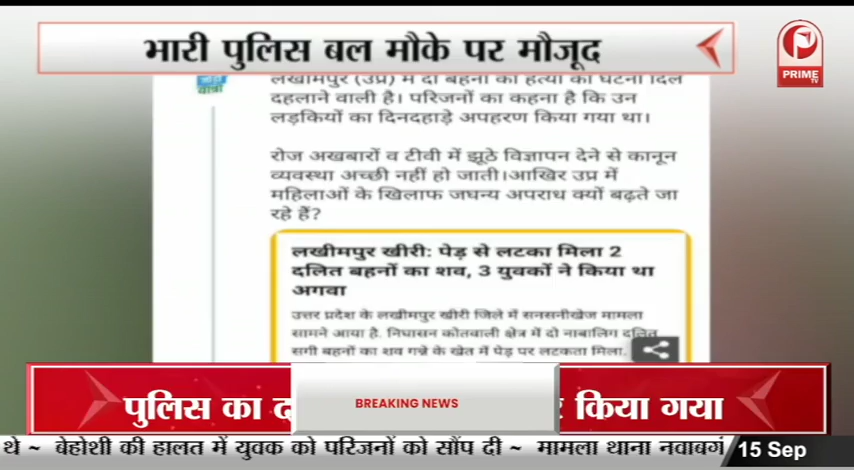 भारी पुलिस बल मौके पर मौजूद
PRIME
TV
लखीमपुर (उप्र) में दो बहनों की हत्या की घटना दिल
दहलाने वाली है। परिजनों का कहना है कि उन
लड़कियों का दिनदहाड़े अपहरण किया गया था।
रोज अखबारों व टीवी में झूठे विज्ञापन देने से कानून
व्यवस्था अच्छी नहीं हो जाती।आखिर उप्र में
महिलाओं के खिलाफ जघन्य अपराध क्यों बढ़ते जा
रहे हैं?
लखीमपुर खीरी: पेड़ से लटका मिला 2
दलित बहनों का शव, 3 युवकों ने किया था
अगवा
उत्तर प्रदेश के लखीमपुर खीरी जिले में सनसनीखेज मामला
सामने आया है. निघासन कोतवाली क्षेत्र में दो नाबालिग दलित
सगी बहनों का शव गन्ने के खेत में पेड़ पर लटकता मिला.
पुलिस का
BREAKING NEWS
किया गया
थे ~ बेहोशी की हालत में युवक को परिजनों को सौंप दी ~ मामला थाना नवाबगं
15 Sep